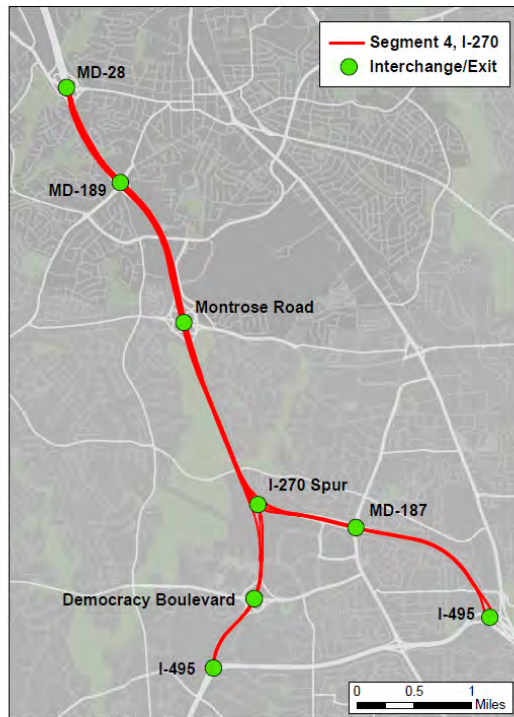 Segment 4, I-270
Interchange/Exit
MD-28
MD-189
Montrose Road
I-270 Spur
MD-187
Democracy Boulevard
I-495
I-495
0 0.5 1
Miles